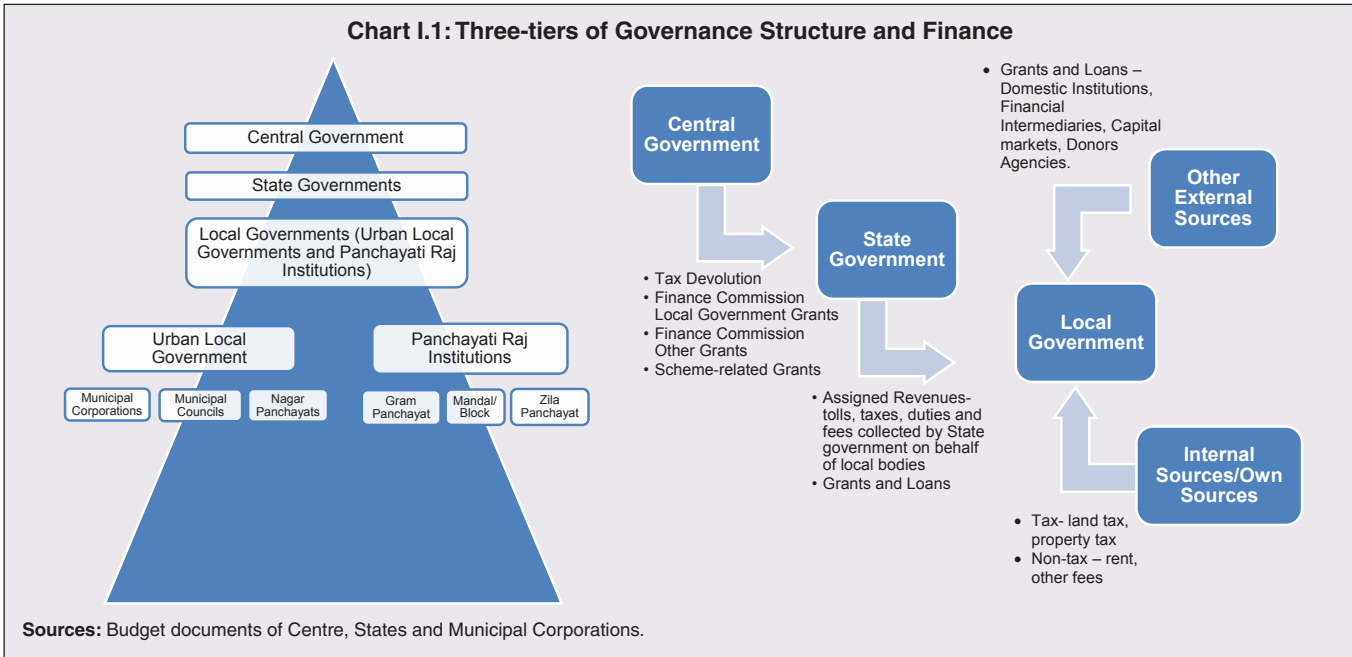 Chart I.1: Three-tiers of Governance Structure and Finance
Central Government
State Governments
Local Governments (Urban Local
Governments and Panchayati Raj
Institutions)
Urban Local
Government
Panchayati Raj
Institutions
Municipal
Corporations
Municipal
Councils
Nagar
Panchayats
Gram
Panchayat
Mandal/
Block
Zila
Panchayat
Central
Government
• Tax Devolution
• Finance Commission
Local Government Grants
• Finance Commission
Other Grants
• Scheme-related Grants
State
Government
• Assigned Revenues-
tolls, taxes, duties and
fees collected by State
government on behalf
of local bodies
• Grants and Loans
• Grants and Loans –
Domestic Institutions,
Financial
Intermediaries, Capital
markets, Donors
Agencies.
Other
External
Sources
Local
Government
Internal
Sources/Own
Sources
• Tax- land tax,
property tax
• Non-tax – rent,
other fees
Sources: Budget documents of Centre, States and Municipal Corporations.